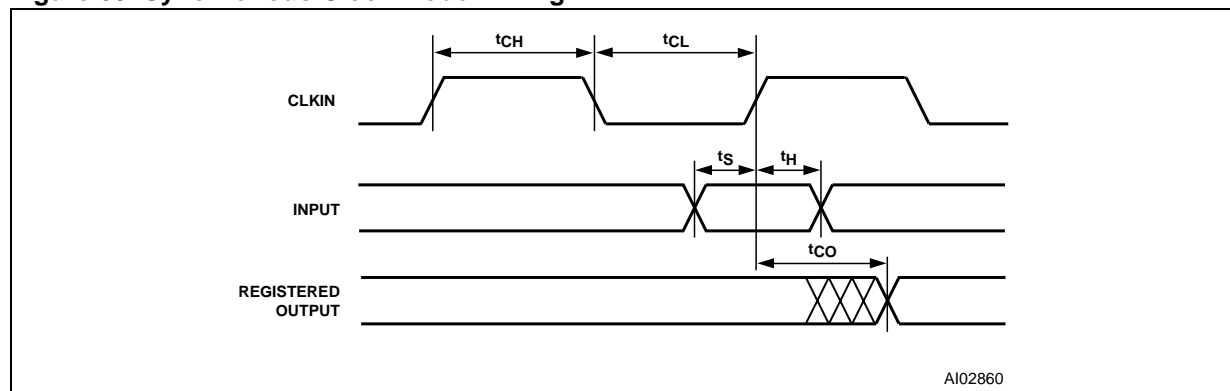 tCH tCL
CLKIN
tS tH
INPUT
tCO
REGISTERED
OUTPUT
AI02860